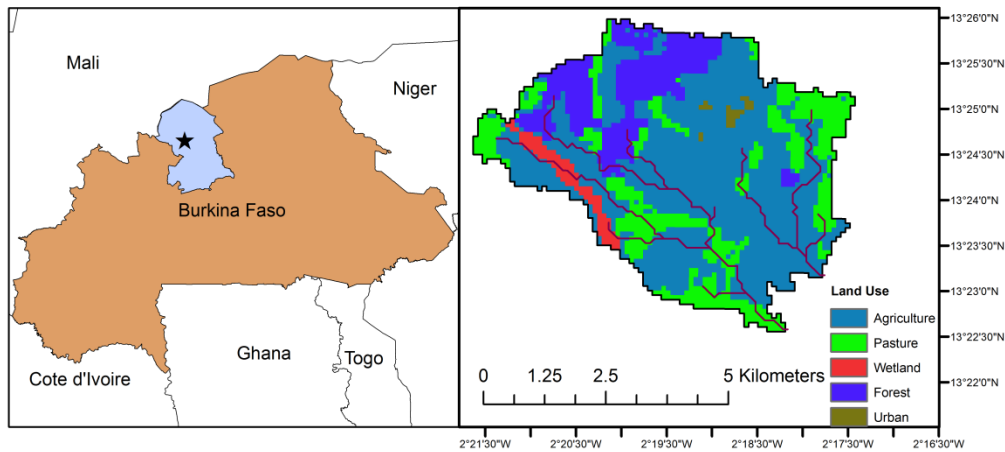 Mali
Niger
Burkina Faso
Ghana
Togo
Cote d'Ivoire
13°26'0"N
13°25'30"N
13°25'0"N
13°24'30"N
13°24'0"N
13°23'30"N
13°23'0"N
13°22'30"N
13°22'0"N
Land Use
Agriculture
Pasture
Wetland
Forest
Urban
0 1.25 2.5 5 Kilometers
2°21'30"W 2°20'30"W 2°19'30"W 2°18'30"W 2°17'30"W 2°16'30"W